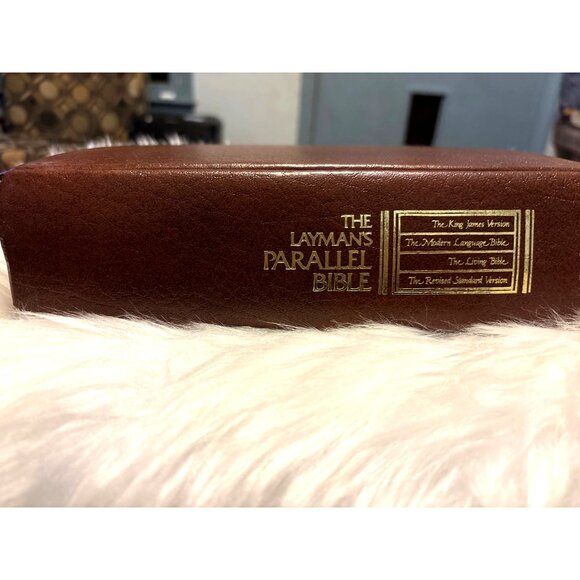 THE
LAYMAN'S
PARALLEL
BIBLE
The King James Version
The Modern Language Bible
The Living Bible
The Revised Standard Version